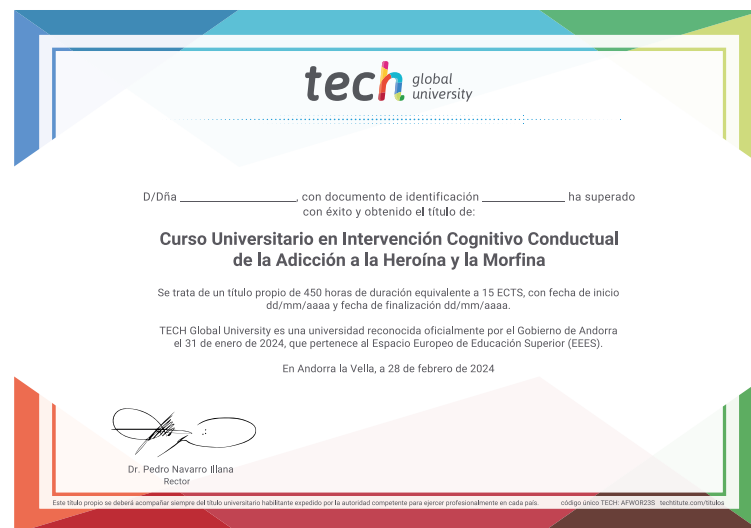 tech global
university
D/Dña ______________, con documento de identificación ____________ ha superado
con éxito y obtenido el título de:
Curso Universitario en Intervención Cognitivo Conductual
de la Adicción a la Heroína y la Morfina
Se trata de un título propio de 450 horas de duración equivalente a 15 ECTS, con fecha de inicio
dd/mm/aaaa y fecha de finalización dd/mm/aaaa.
TECH Global University es una universidad reconocida oficialmente por el Gobierno de Andorra
el 31 de enero de 2024, que pertenece al Espacio Europeo de Educación Superior (EEES).
En Andorra la Vella, a 28 de febrero de 2024
Dr. Pedro Navarro Illana
Rector
Este título propio se deberá acompañar siempre del título universitario habilitante expedido por la autoridad competente para ejercer profesionalmente en cada país. código único TECH: AFWOR23S techtitute.com/titulos